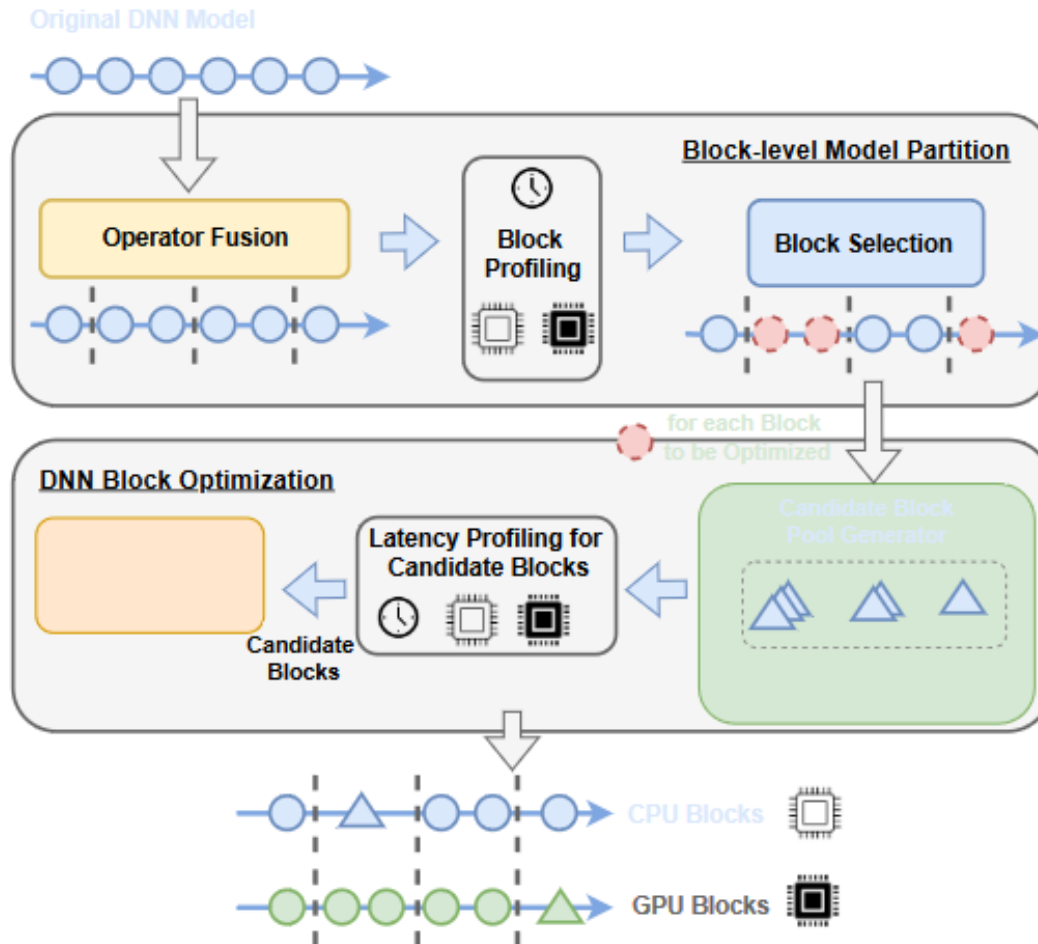 Original DNN Model
Block-level Model Partition
Operator Fusion
Block
Profiling
Block Selection
for each Block
to be Optimized
DNN Block Optimization
Candidate Block
Pool Generator
Latency Profiling for
Candidate Blocks
Candidate
Blocks
CPU Blocks
GPU Blocks